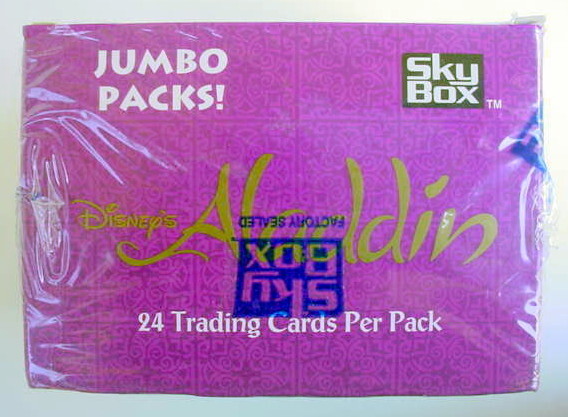 JUMBO
PACKS!
Sky
Box
TM
DISNEY'S Aladdin
FACTORY SEALED
Sky
BOX
24 Trading Cards Per Pack